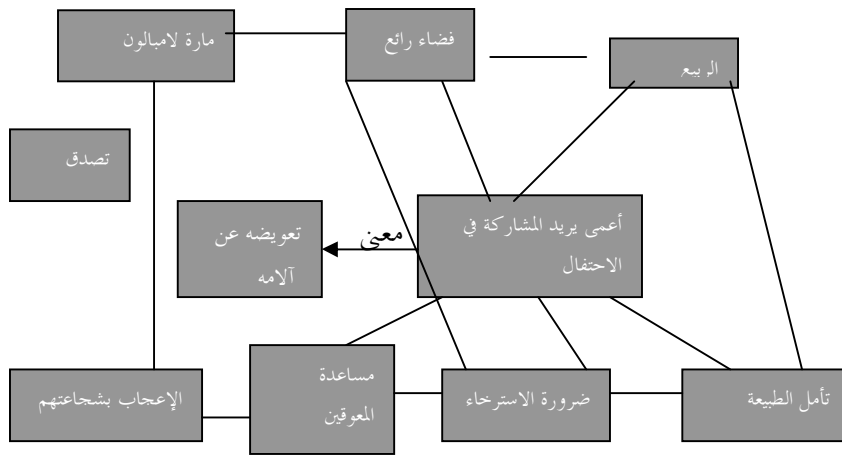 مارة لامبالون
فضاء رائع
الربيع
تصدق
أعمى يريد المشاركة في
الاحتفال
معنى
تعويضه عن
آلامه
الإعجاب بشجاعتهم
مساعدة
المعوقين
ضرورة الاسترخاء
تأمل الطبيعة